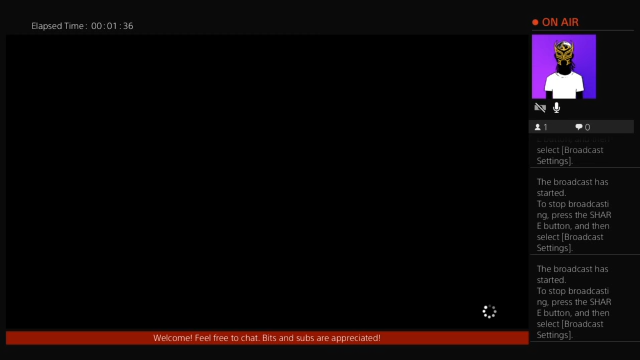 Elapsed Time : 00 : 01 : 36
ON AIR
1 0
select [Broadcast
Settings].
The broadcast has
started.
To stop broadcasti
ng, press the SHAR
E button, and then
select [Broadcast
Settings].
The broadcast has
started.
To stop broadcasti
ng, press the SHAR
E button, and then
select [Broadcast
Settings].
Welcome! Feel free to chat. Bits and subs are appreciated!